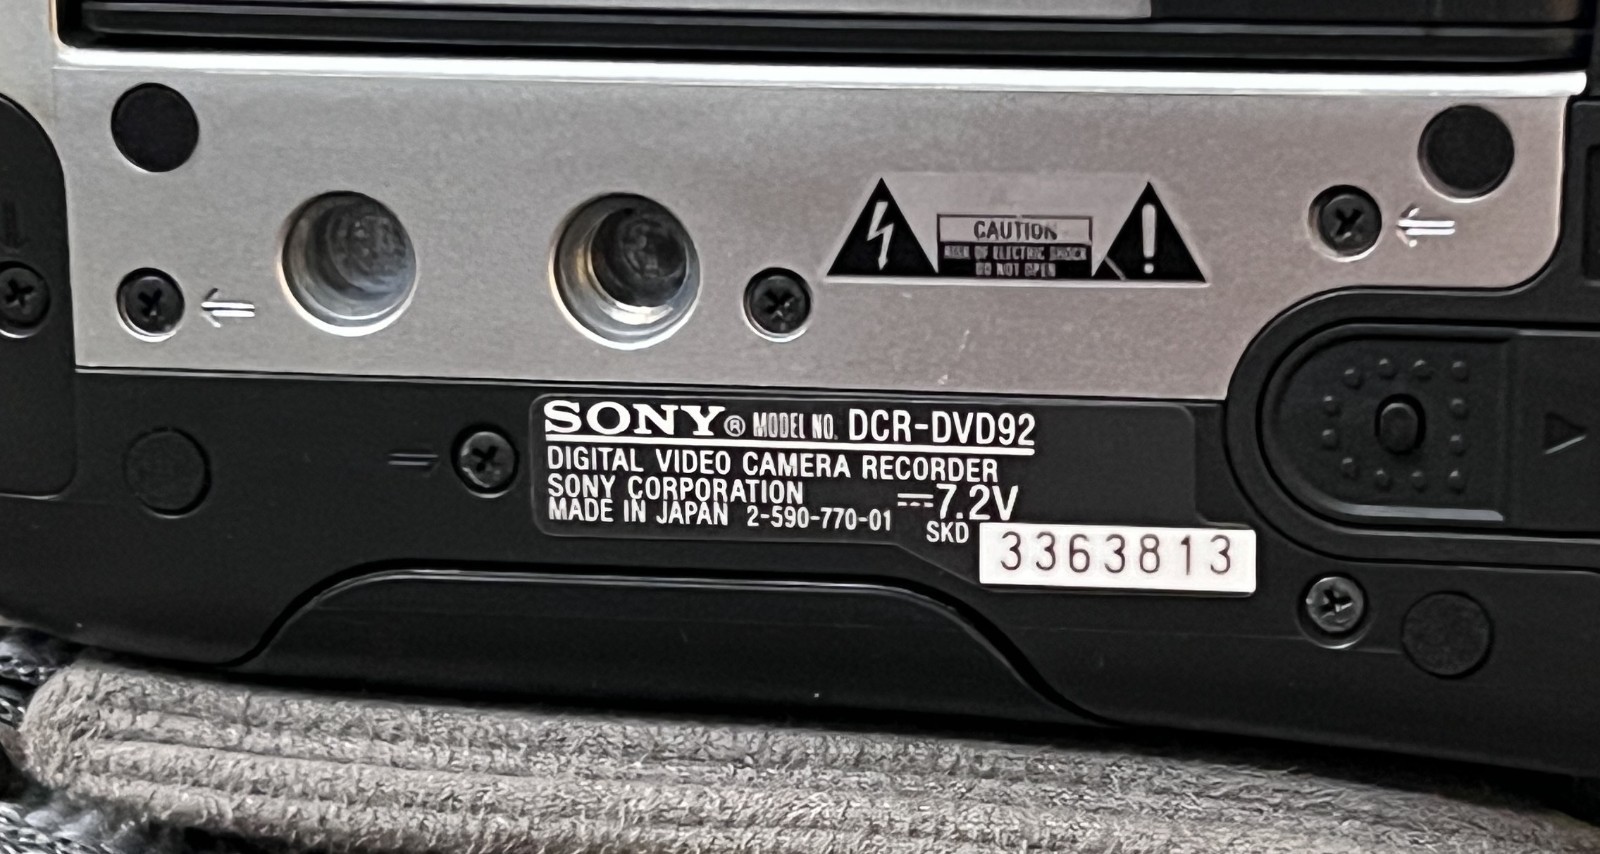 CAUTION
RISK OF ELECTRIC SHOCK
DO NOT OPEN
SONY® MODEL NO. DCR-DVD92
DIGITAL VIDEO CAMERA RECORDER
SONY CORPORATION ⎓7.2V
MADE IN JAPAN 2-590-770-01 SKD
3363813